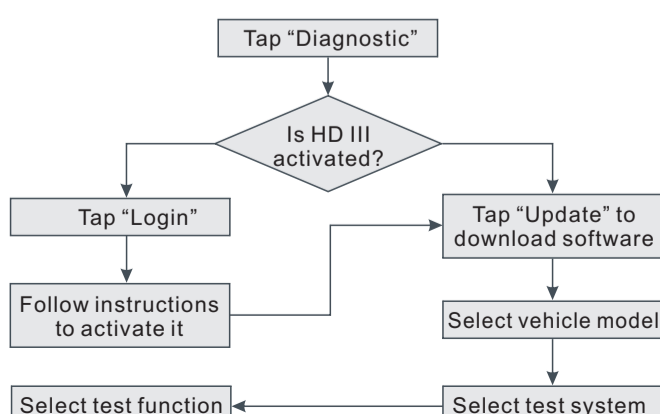 Tap “Diagnostic”
Is HD III
activated?
Tap “Login”
Tap “Update” to
download software
Follow instructions
to activate it
Select vehicle model
Select test function
Select test system